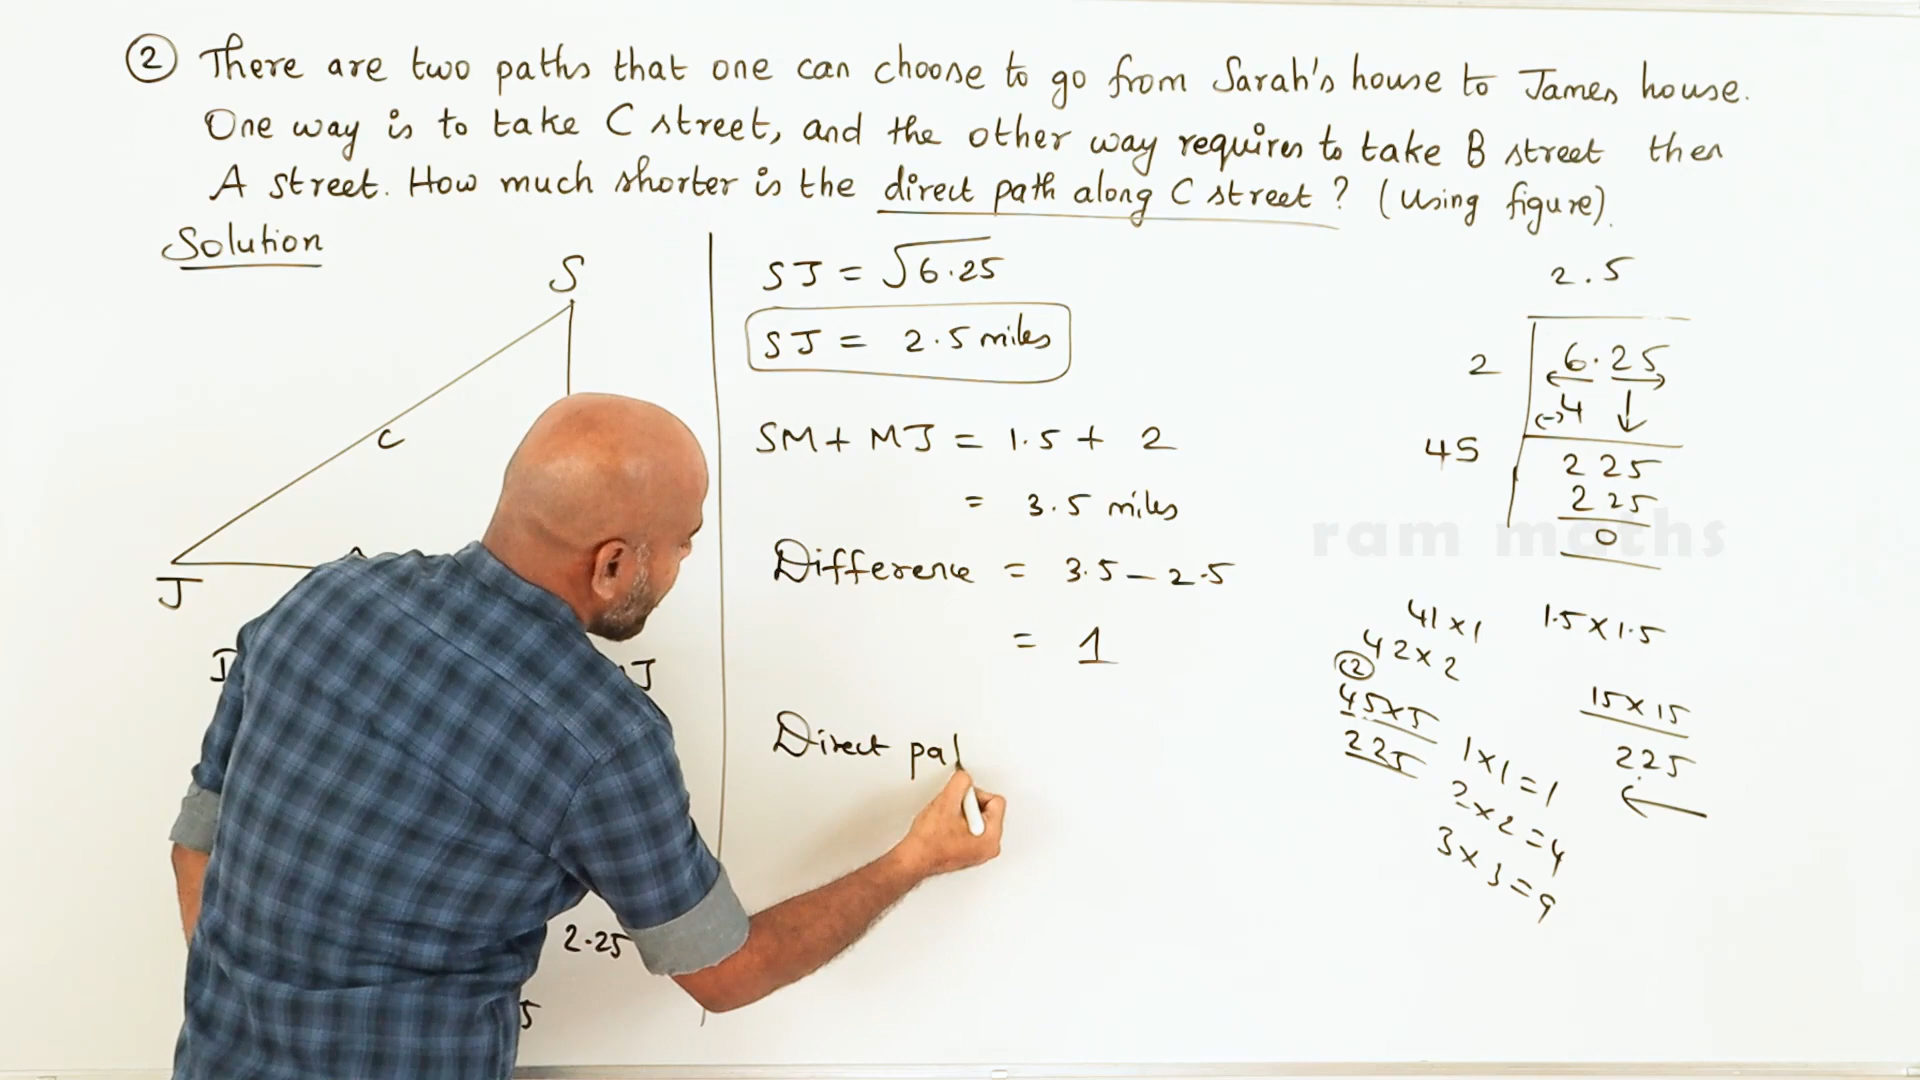 ② There are two paths that one can choose to go from Sarah's house to James house.
One way is to take C street, and the other way requires to take B street then
A street. How much shorter is the direct path along C street? (Using figure).
Solution
S
C
J
J
2.25
5
SJ = √6.25
SJ = 2.5 miles
SM + MJ = 1.5 + 2
= 3.5 miles
Difference = 3.5 - 2.5
= 1
Direct pat
2.5
2 6.25
(-)4
45 225
225
0
ram maths
41 x 1
42 x 2
(2)
45 x 5
225
1 x 1 = 1
2 x 2 = 4
3 x 3 = 9
1.5 x 1.5
15 x 15
225